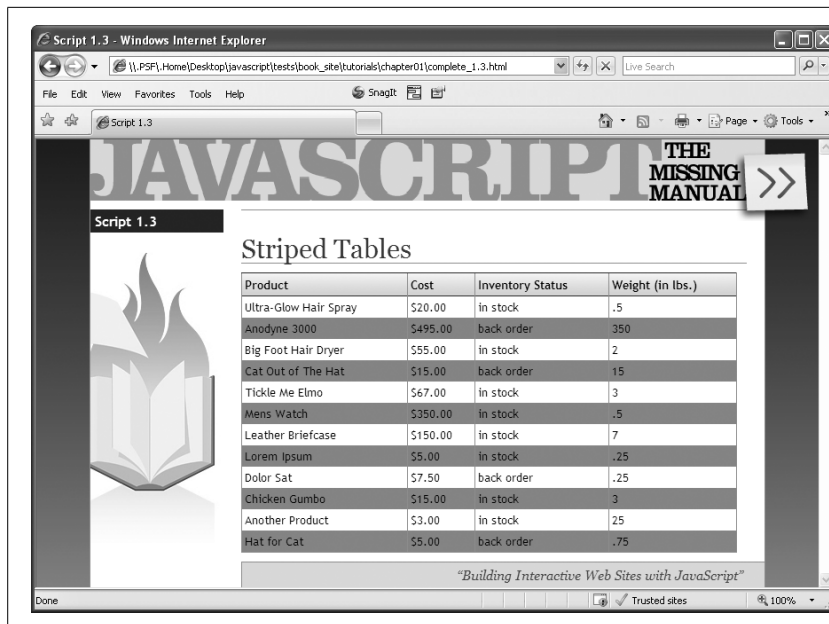 Script 1.3 - Windows Internet Explorer
\\.PSF\.Home\Desktop\javascript\tests\book_site\tutorials\chapter01\complete_1.3.html
Live Search
File Edit View Favorites Tools Help SnagIt
Script 1.3 Page Tools
JAVASCRIPT THE MISSING MANUAL
Script 1.3
Striped Tables
Product Cost Inventory Status Weight (in lbs.)
Ultra-Glow Hair Spray $20.00 in stock .5
Anodyne 3000 $495.00 back order 350
Big Foot Hair Dryer $55.00 in stock 2
Cat Out of The Hat $15.00 back order 15
Tickle Me Elmo $67.00 in stock 3
Mens Watch $350.00 in stock .5
Leather Briefcase $150.00 in stock 7
Lorem Ipsum $5.00 in stock .25
Dolor Sat $7.50 back order .25
Chicken Gumbo $15.00 in stock 3
Another Product $3.00 in stock 25
Hat for Cat $5.00 back order .75
“Building Interactive Web Sites with JavaScript”
Done Trusted sites 100%